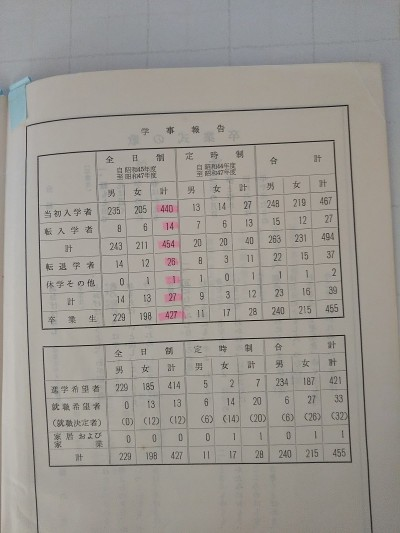 学事報告
全日制 定時制 合計
自 昭和45年度 自 昭和44年度
至 昭和47年度 至 昭和47年度
男 女 計 男 女 計 男 女 計
当初入学者 235 205 440 13 14 27 248 219 467
転入学者 8 6 14 7 6 13 15 12 27
計 243 211 454 20 20 40 263 231 494
転退学者 14 12 26 8 3 11 22 15 37
休学その他 0 1 1 1 0 1 1 1 2
計 14 13 27 9 3 12 23 16 39
卒業生 229 198 427 11 17 28 240 215 455
全日制 定時制 合計
男 女 計 男 女 計 男 女 計
進学希望者 229 185 414 5 2 7 234 187 421
就職希望者 0 13 13 6 14 20 6 27 33
(就職決定者) (0) (12) (12) (6) (14) (20) (6) (26) (32)
家居および
家業 0 0 0 0 1 1 0 1 1
計 229 198 427 11 17 28 240 215 455